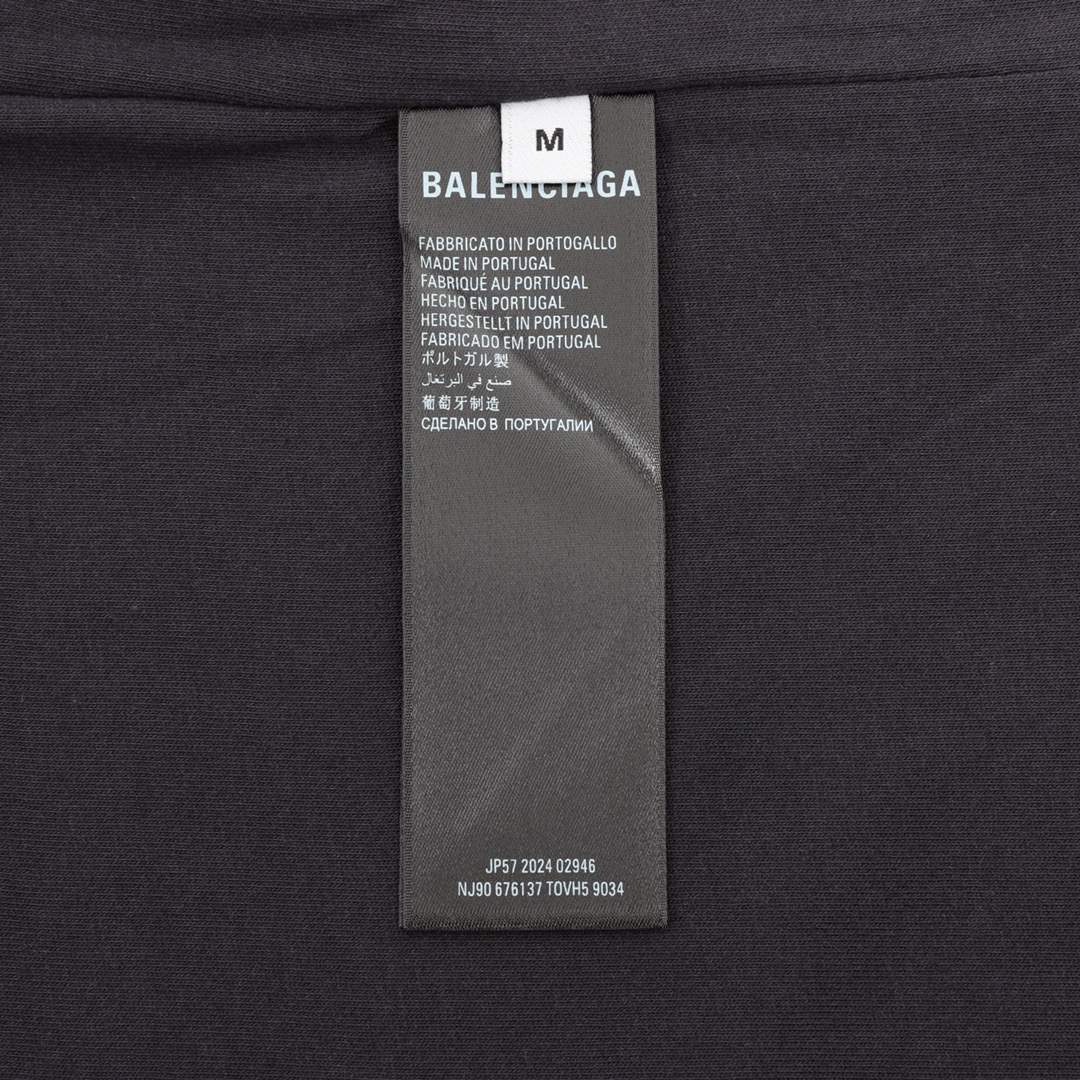 M
BALENCIAGA
FABBRICATO IN PORTOGALLO
MADE IN PORTUGAL
FABRIQUÉ AU PORTUGAL
HECHO EN PORTUGAL
HERGESTELLT IN PORTUGAL
FABRICADO EM PORTUGAL
ポルトガル製
صنع في البرتغال
葡萄牙制造
СДЕЛАНО В ПОРТУГАЛИИ
JP57 2024 02946
NJ90 676137 TOVH5 9034